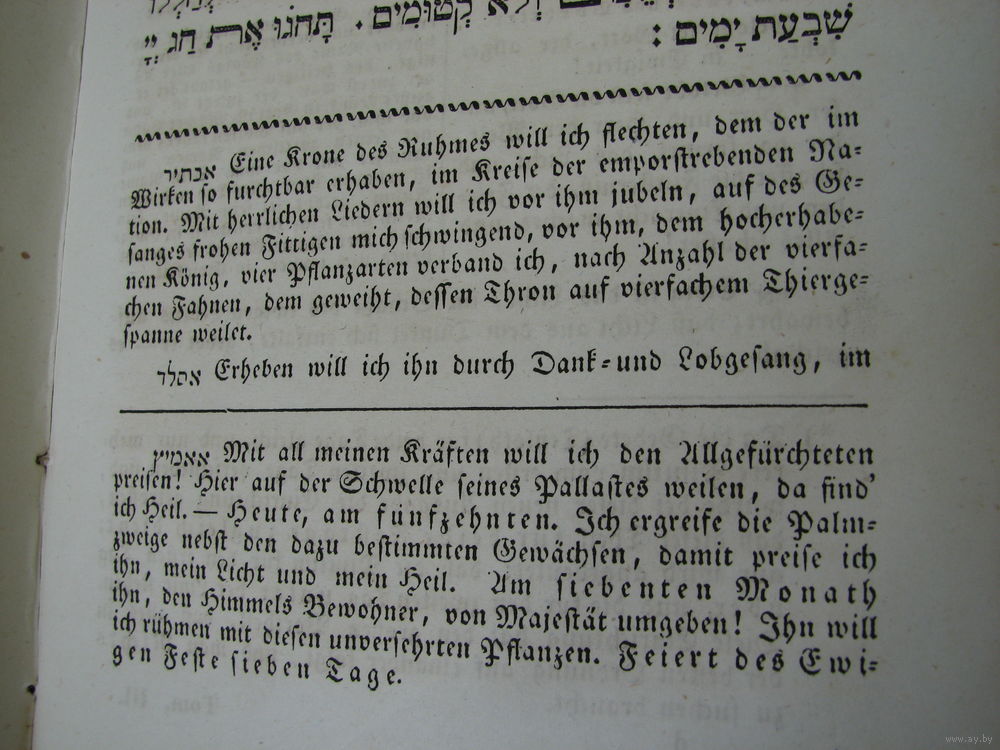 וְלֹא קְטוּמִים. תָּחֹגּוּ אֶת חַג יְיָ
שִׁבְעַת יָמִים:
אכתיר Eine Krone des Ruhmes will ich flechten, dem der im
Wirken so furchtbar erhaben, im Kreise der emporstrebenden Na-
tion. Mit herrlichen Liedern will ich vor ihm jubeln, auf des Ge-
sanges frohen Fittigen mich schwingend, vor ihm, dem hocherhabe-
nen König, vier Pflanzarten verband ich, nach Anzahl der vierfa-
chen Fahnen, dem geweiht, dessen Thron auf vierfachem Thierge-
spanne weilet.
אסלד Erheben will ich ihn durch Dank-und Lobgesang, im
אאמיץ Mit all meinen Kräften will ich den Allgefürchteten
preisen! Hier auf der Schwelle seines Pallastes weilen, da find'
ich Heil. — Heute, am fünfzehnten. Ich ergreife die Palm-
zweige nebst den dazu bestimmten Gewächsen, damit preise ich
ihn, mein Licht und mein Heil. Am siebenten Monath
ihn, den Himmels Bewohner, von Majestät umgeben! Ihn will
ich rühmen mit diesen unversehrten Pflanzen. Feiert des Ewi-
gen Feste sieben Tage.
www.ay.by